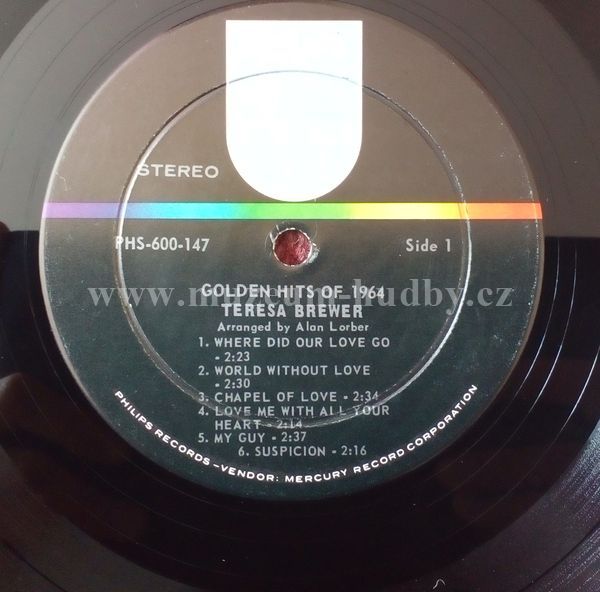 STEREO
PHS-600-147
Side 1
www.muzeum-hudby.cz
GOLDEN HITS OF 1964
TERESA BREWER
Arranged by Alan Lorber
1. WHERE DID OUR LOVE GO
- 2:23
2. WORLD WITHOUT LOVE
- 2:30
3. CHAPEL OF LOVE - 2:34
4. LOVE ME WITH ALL YOUR
HEART - 2:14
5. MY GUY - 2:37
6. SUSPICION - 2:16
PHILIPS RECORDS - VENDOR: MERCURY RECORD CORPORATION